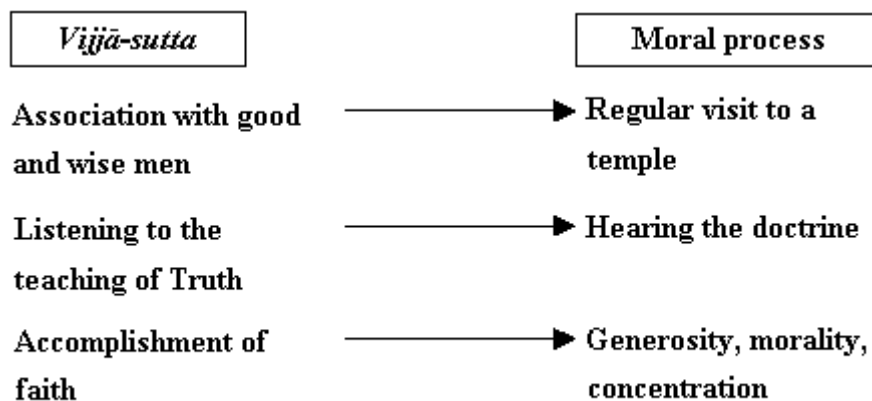 Vijjā-sutta
Moral process
Association with good
and wise men
Regular visit to a
temple
Listening to the
teaching of Truth
Hearing the doctrine
Accomplishment of
faith
Generosity, morality,
concentration